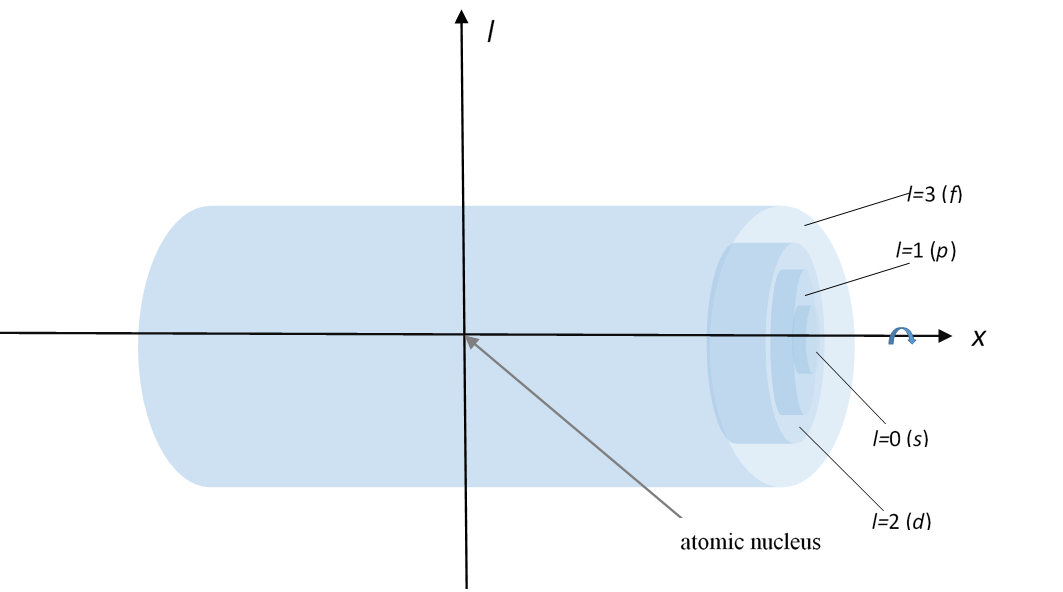 l
l=3 (f)
l=1 (p)
x
l=0 (s)
l=2 (d)
atomic nucleus